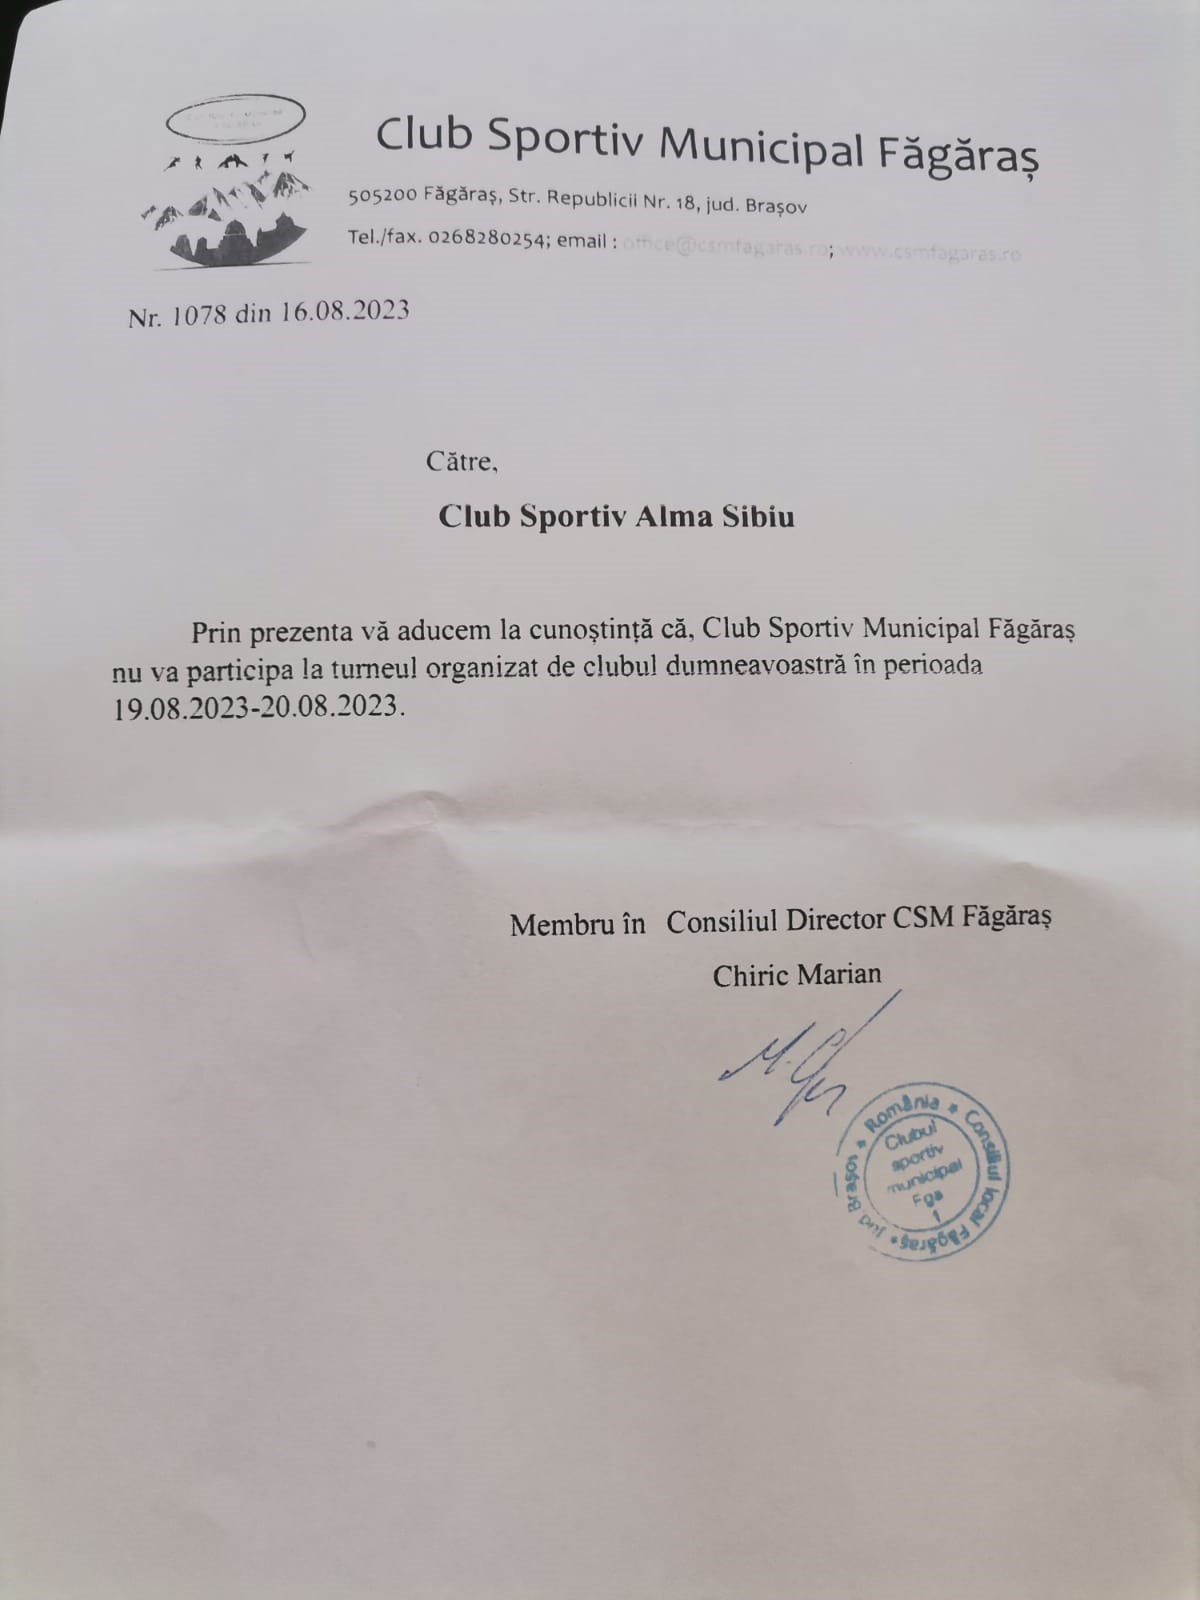 Club Sportiv Municipal Făgăraș
505200 Făgăraș, Str. Republicii Nr. 18, jud. Brașov
Tel./fax. 0268280254; email : office@csmfagaras.ro; www.csmfagaras.ro
Nr. 1078 din 16.08.2023
Către,
Club Sportiv Alma Sibiu
Prin prezenta vă aducem la cunoștință că, Club Sportiv Municipal Făgăraș
nu va participa la turneul organizat de clubul dumneavoastră în perioada
19.08.2023-20.08.2023.
Membru în Consiliul Director CSM Făgăraș
Chiric Marian
România * Consiliul local Făgăraș * jud Brașov *
Clubul
sportiv
municipal
Fgs
1